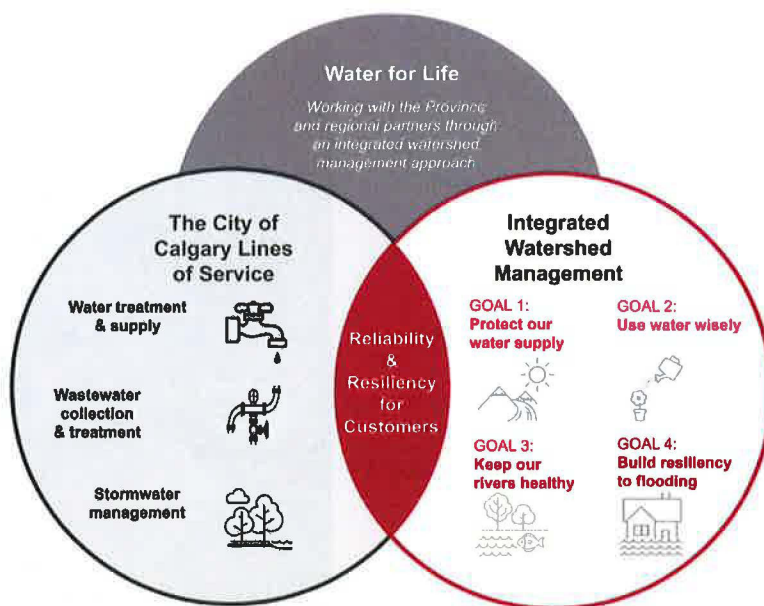 Water for Life
Working with the Province
and regional partners through
an integrated watershed
management approach
The City of
Calgary Lines
of Service
Water treatment
& supply
Wastewater
collection
& treatment
Stormwater
management
Reliability
&
Resiliency
for
Customers
Integrated
Watershed
Management
GOAL 1:
Protect our
water supply
GOAL 2:
Use water wisely
GOAL 3:
Keep our
rivers healthy
GOAL 4:
Build resiliency
to flooding